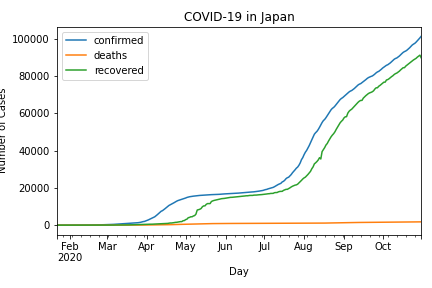 COVID-19 in Japan
confirmed
deaths
recovered
100000
80000
60000
40000
20000
0
Number of Cases
Feb Mar Apr May Jun Jul Aug Sep Oct
2020
Day